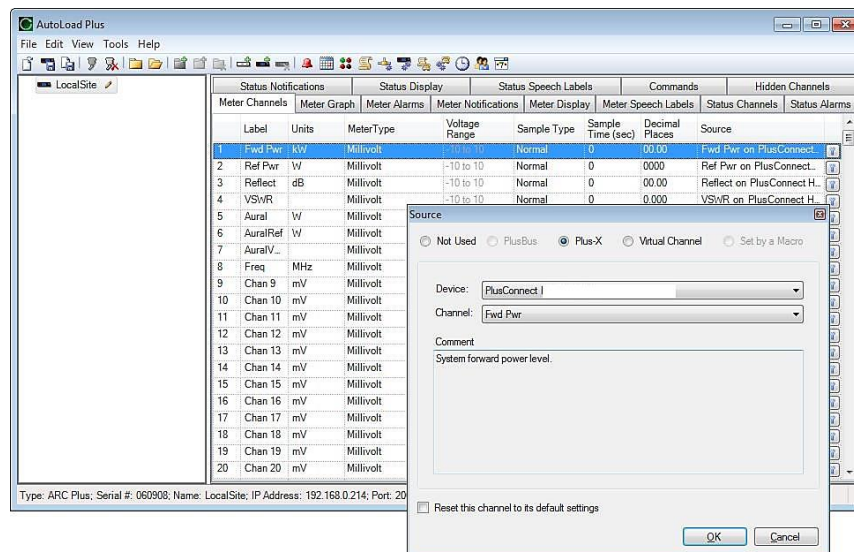 AutoLoad Plus
File Edit View Tools Help
LocalSite
Status Notifications Status Display Status Speech Labels Commands Hidden Channels
Meter Channels Meter Graph Meter Alarms Meter Notifications Meter Display Meter Speech Labels Status Channels Status Alarms
Label Units MeterType Voltage Range Sample Type Sample Time (sec) Decimal Places Source
1 Fwd Pwr kW Millivolt -10 to 10 Normal 0 00.00 Fwd Pwr on PlusConnect...
2 Ref Pwr W Millivolt -10 to 10 Normal 0 0000 Ref Pwr on PlusConnect...
3 Reflect dB Millivolt -10 to 10 Normal 0 00.00 Reflect on PlusConnect H...
4 VSWR Millivolt -10 to 10 Normal 0 0.000 VSWR on PlusConnect H...
5 Aural W Millivolt
6 AuralRef W Millivolt
7 AuralV... Millivolt
8 Freq MHz Millivolt
9 Chan 9 mV Millivolt
10 Chan 10 mV Millivolt
11 Chan 11 mV Millivolt
12 Chan 12 mV Millivolt
13 Chan 13 mV Millivolt
14 Chan 14 mV Millivolt
15 Chan 15 mV Millivolt
16 Chan 16 mV Millivolt
17 Chan 17 mV Millivolt
18 Chan 18 mV Millivolt
19 Chan 19 mV Millivolt
20 Chan 20 mV Millivolt
Type: ARC Plus; Serial #: 060908; Name: LocalSite; IP Address: 192.168.0.214; Port: 20
Source
Not Used PlusBus Plus-X Virtual Channel Set by a Macro
Device: PlusConnect
Channel: Fwd Pwr
Comment
System forward power level.
Reset this channel to its default settings
OK Cancel